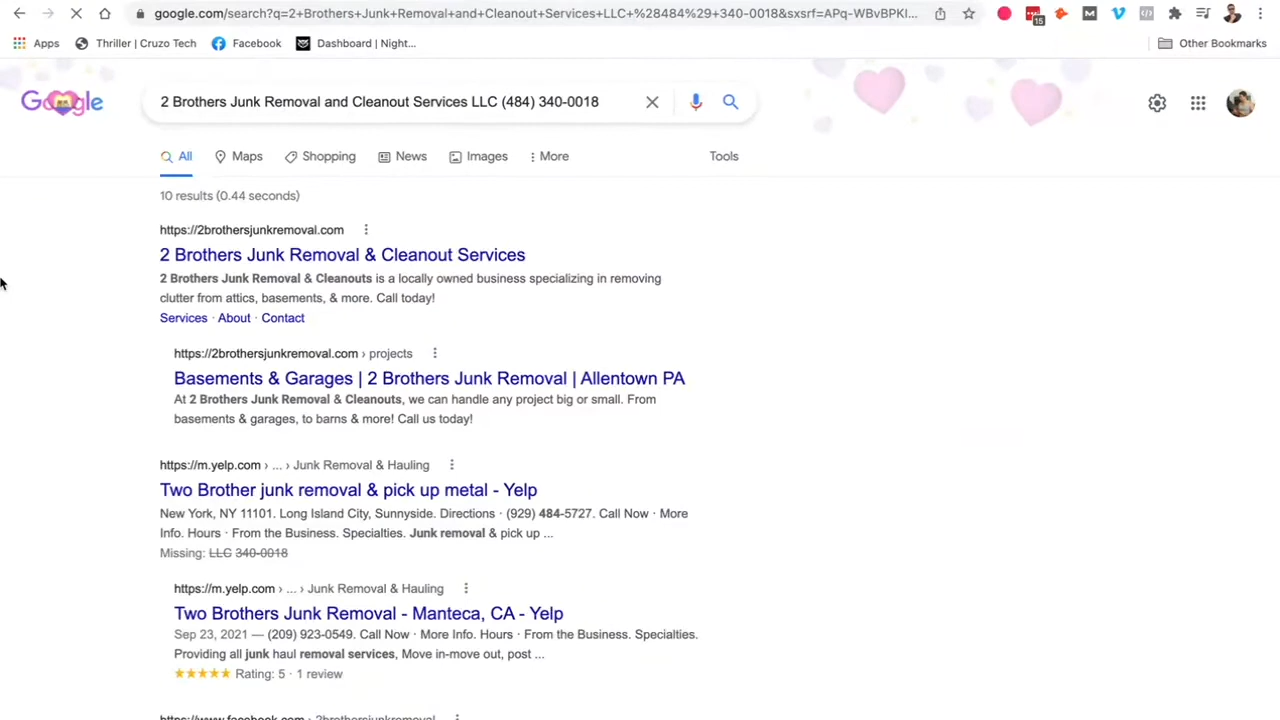 google.com/search?q=2+Brothers+Junk+Removal+and+Cleanout+Services+LLC+%28484%29+340-0018&sxsrf=APq-WBvBPKI...
15
Apps Thriller | Cruzo Tech Facebook Dashboard | Night... Other Bookmarks
Google
2 Brothers Junk Removal and Cleanout Services LLC (484) 340-0018
All Maps Shopping News Images More Tools
10 results (0.44 seconds)
https://2brothersjunkremoval.com
2 Brothers Junk Removal & Cleanout Services
2 Brothers Junk Removal & Cleanouts is a locally owned business specializing in removing
clutter from attics, basements, & more. Call today!
Services · About · Contact
https://2brothersjunkremoval.com › projects
Basements & Garages | 2 Brothers Junk Removal | Allentown PA
At 2 Brothers Junk Removal & Cleanouts, we can handle any project big or small. From
basements & garages, to barns & more! Call us today!
https://m.yelp.com › ... › Junk Removal & Hauling
Two Brother junk removal & pick up metal - Yelp
New York, NY 11101. Long Island City, Sunnyside. Directions · (929) 484-5727. Call Now · More
Info. Hours · From the Business. Specialties. Junk removal & pick up ...
Missing: LLC 340-0018
https://m.yelp.com › ... › Junk Removal & Hauling
Two Brothers Junk Removal - Manteca, CA - Yelp
Sep 23, 2021 — (209) 923-0549. Call Now · More Info. Hours · From the Business. Specialties.
Providing all junk haul removal services, Move in-move out, post ...
Rating: 5 · 1 review
https://www.facebook.com › 2brothersjunkremoval